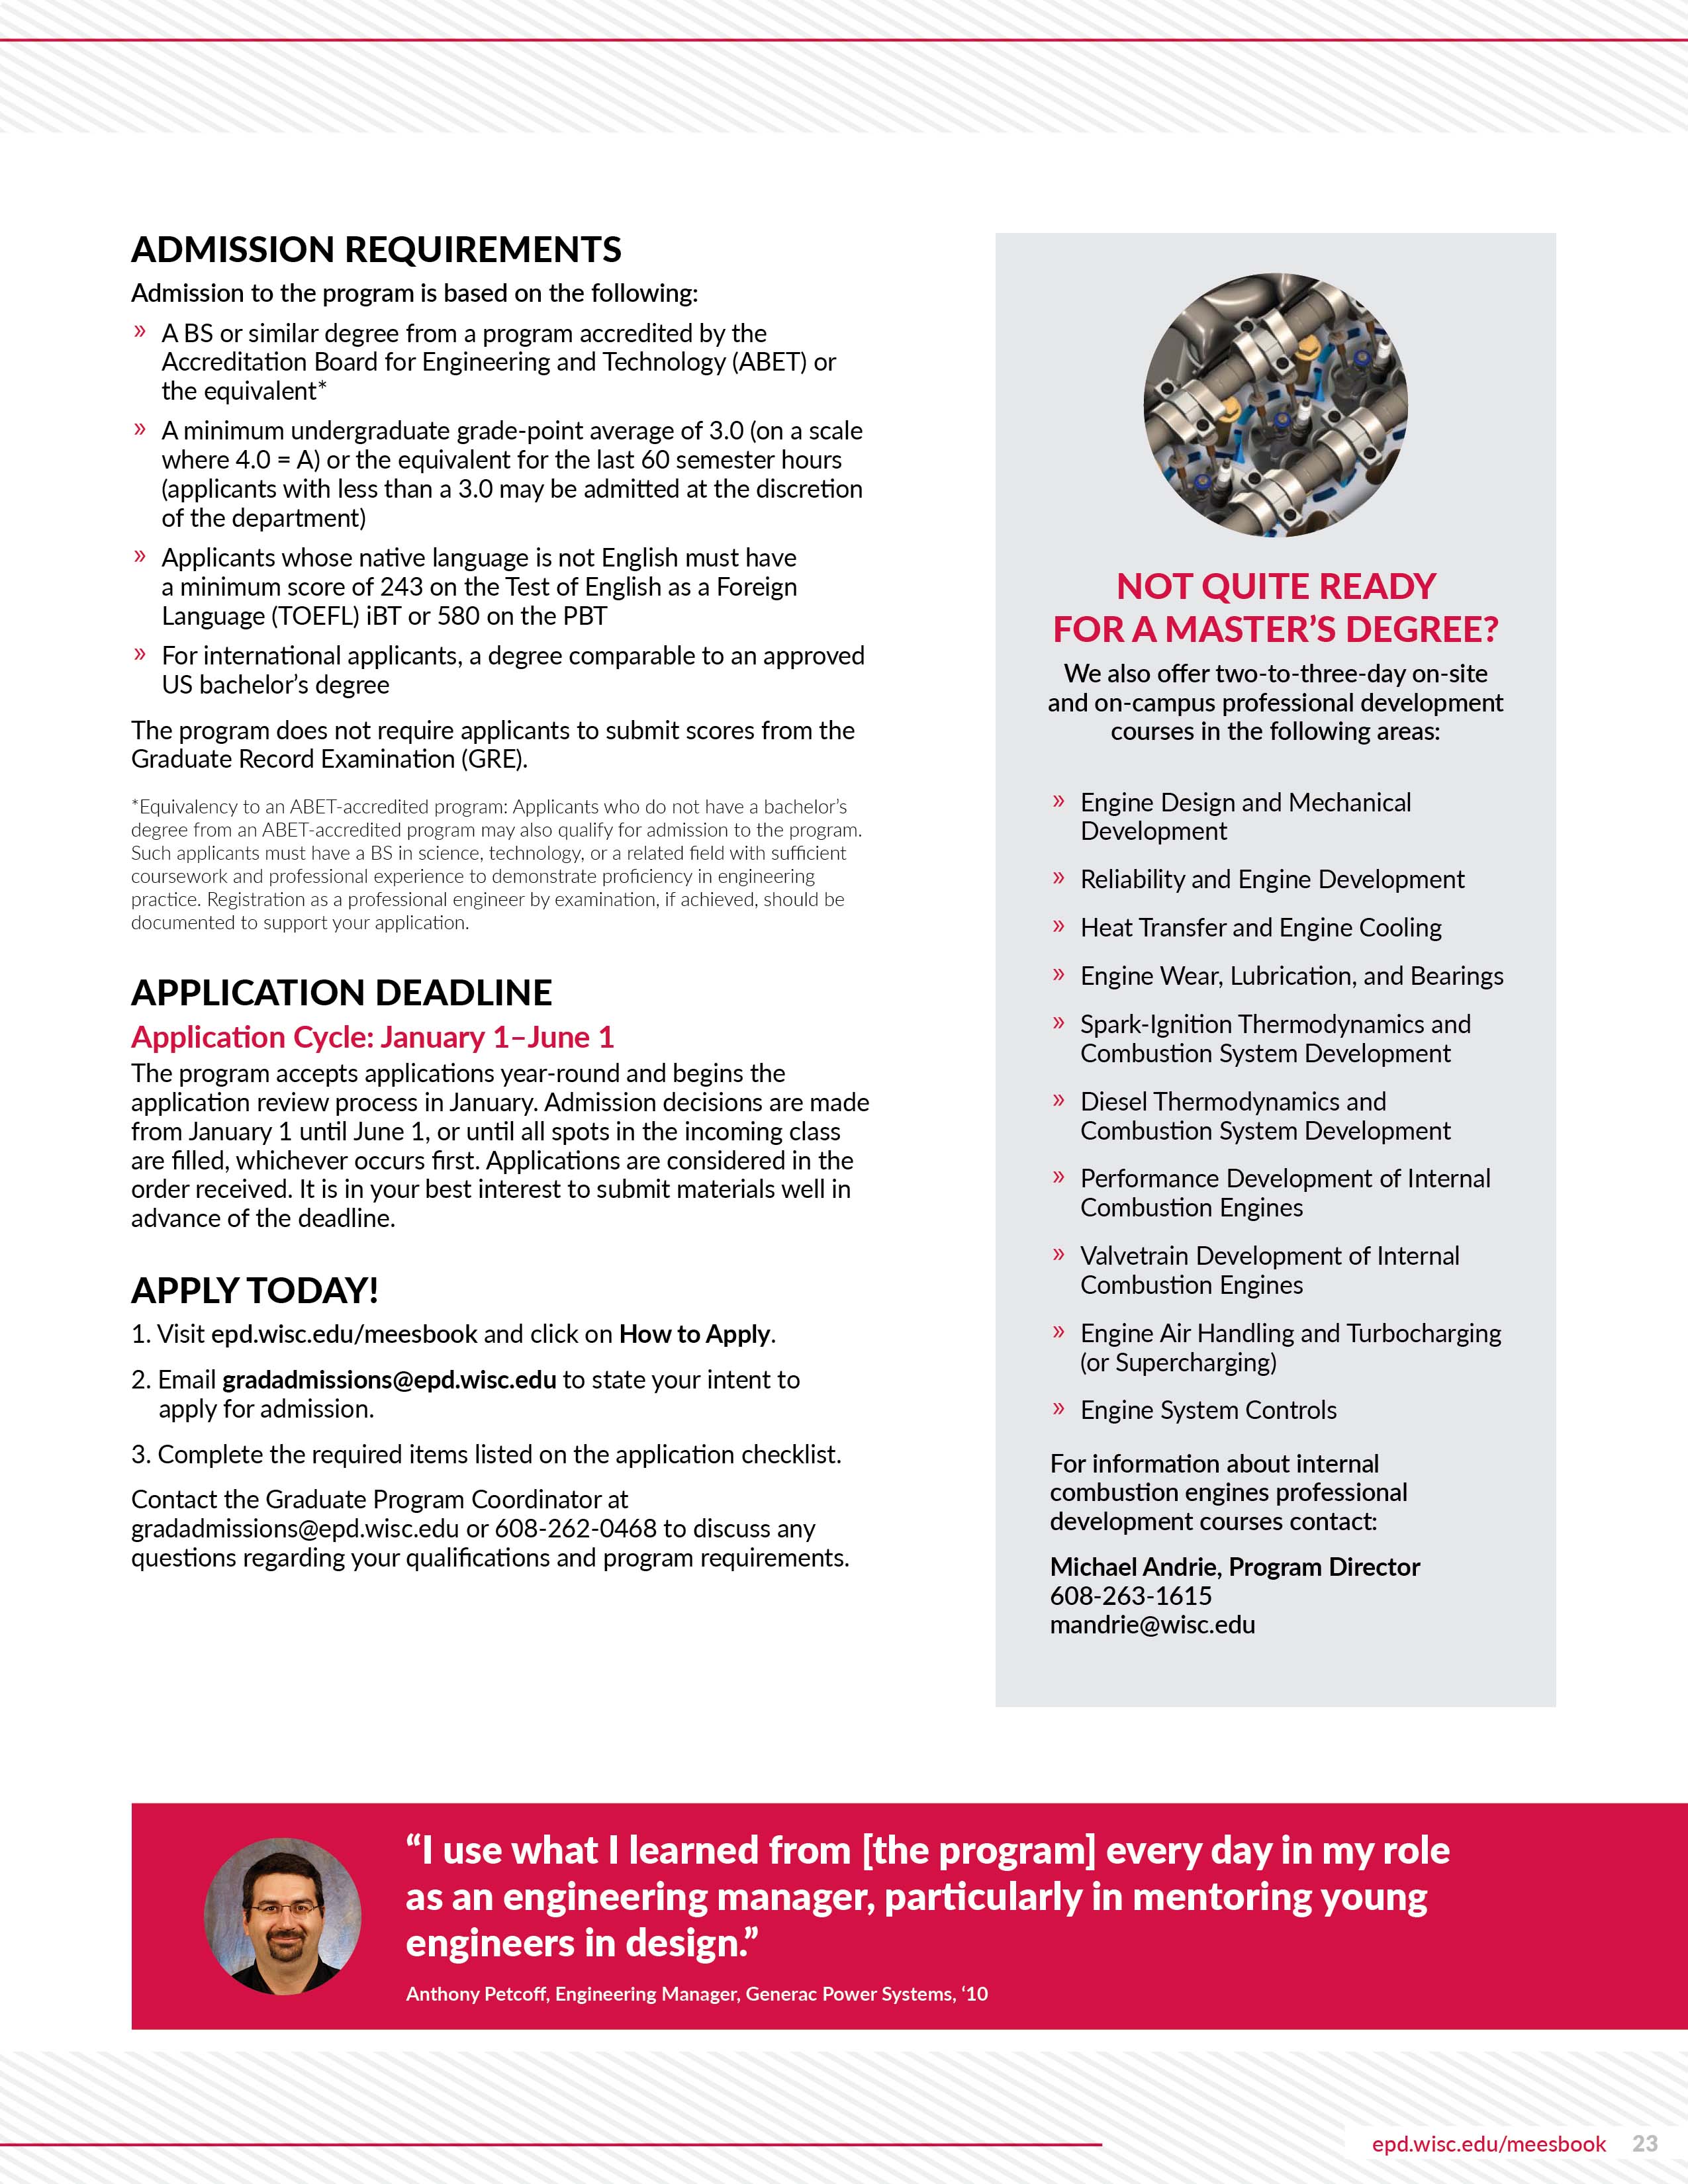 ADMISSION REQUIREMENTS
Admission to the program is based on the following:
» A BS or similar degree from a program accredited by the
Accreditation Board for Engineering and Technology (ABET) or
the equivalent*
» A minimum undergraduate grade-point average of 3.0 (on a scale
where 4.0 = A) or the equivalent for the last 60 semester hours
(applicants with less than a 3.0 may be admitted at the discretion
of the department)
» Applicants whose native language is not English must have
a minimum score of 243 on the Test of English as a Foreign
Language (TOEFL) iBT or 580 on the PBT
» For international applicants, a degree comparable to an approved
US bachelor’s degree
The program does not require applicants to submit scores from the
Graduate Record Examination (GRE).
*Equivalency to an ABET-accredited program: Applicants who do not have a bachelor’s
degree from an ABET-accredited program may also qualify for admission to the program.
Such applicants must have a BS in science, technology, or a related field with sufficient
coursework and professional experience to demonstrate proficiency in engineering
practice. Registration as a professional engineer by examination, if achieved, should be
documented to support your application.
APPLICATION DEADLINE
Application Cycle: January 1–June 1
The program accepts applications year-round and begins the
application review process in January. Admission decisions are made
from January 1 until June 1, or until all spots in the incoming class
are filled, whichever occurs first. Applications are considered in the
order received. It is in your best interest to submit materials well in
advance of the deadline.
APPLY TODAY!
1. Visit epd.wisc.edu/meesbook and click on How to Apply.
2. Email gradadmissions@epd.wisc.edu to state your intent to
apply for admission.
3. Complete the required items listed on the application checklist.
Contact the Graduate Program Coordinator at
gradadmissions@epd.wisc.edu or 608-262-0468 to discuss any
questions regarding your qualifications and program requirements.
NOT QUITE READY
FOR A MASTER’S DEGREE?
We also offer two-to-three-day on-site
and on-campus professional development
courses in the following areas:
» Engine Design and Mechanical
Development
» Reliability and Engine Development
» Heat Transfer and Engine Cooling
» Engine Wear, Lubrication, and Bearings
» Spark-Ignition Thermodynamics and
Combustion System Development
» Diesel Thermodynamics and
Combustion System Development
» Performance Development of Internal
Combustion Engines
» Valvetrain Development of Internal
Combustion Engines
» Engine Air Handling and Turbocharging
(or Supercharging)
» Engine System Controls
For information about internal
combustion engines professional
development courses contact:
Michael Andrie, Program Director
608-263-1615
mandrie@wisc.edu
“I use what I learned from [the program] every day in my role
as an engineering manager, particularly in mentoring young
engineers in design.”
Anthony Petcoff, Engineering Manager, Generac Power Systems, ‘10
epd.wisc.edu/meesbook 23